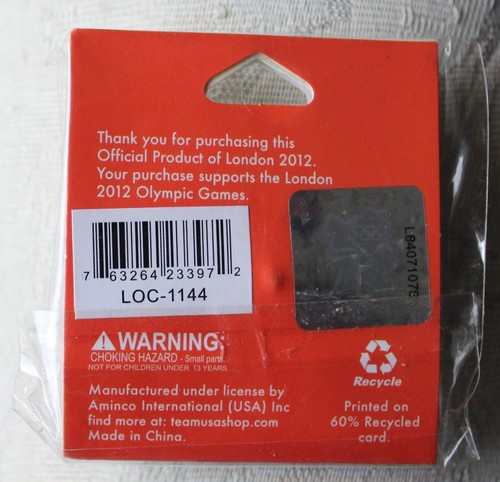 Thank you for purchasing this
Official Product of London 2012.
Your purchase supports the London
2012 Olympic Games.
7 63264 23397 2
LOC-1144
L84071076
WARNING:
CHOKING HAZARD - Small parts.
NOT FOR CHILDREN UNDER 13 YEARS
Recycle
Manufactured under license by
Aminco International (USA) Inc
find more at: teamusashop.com
Made in China.
Printed on
60% Recycled
card.